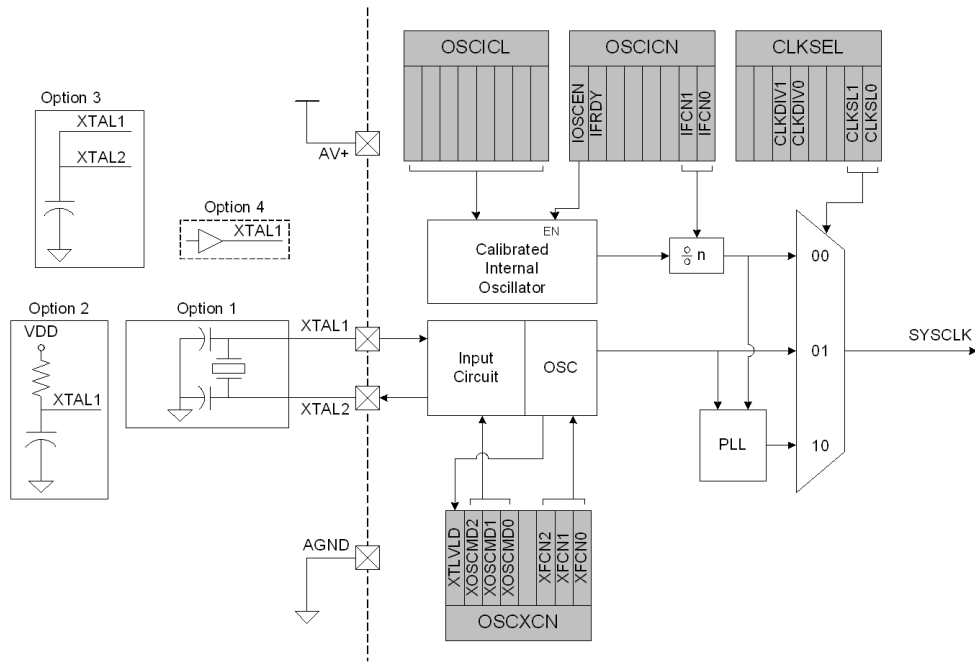 OSCICL
OSCICN
CLKSEL
IOSCEN
IFRDY
IFCN1
IFCN0
CLKDIV1
CLKDIV0
CLKSL1
CLKSL0
Option 3
XTAL1
XTAL2
AV+
Option 4
XTAL1
EN
Calibrated
Internal
Oscillator
n
00
Option 2
VDD
XTAL1
Option 1
XTAL1
XTAL2
Input
Circuit
OSC
01
SYSCLK
PLL
10
AGND
XTLVLD
XOSCMD2
XOSCMD1
XOSCMD0
XFCN2
XFCN1
XFCN0
OSCXCN